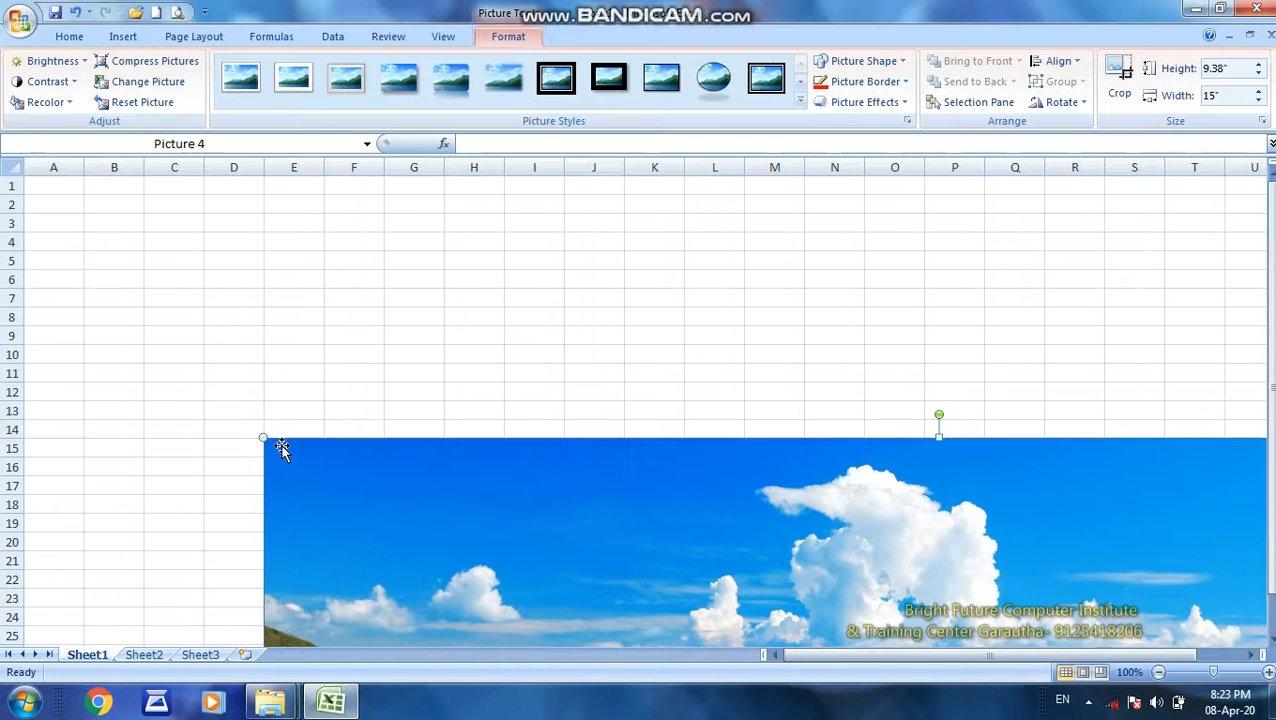 Picture Tools
www.BANDICAM.com
Home Insert Page Layout Formulas Data Review View Format
Brightness Compress Pictures
Contrast Change Picture
Recolor Reset Picture
Adjust
Picture Shape
Picture Border
Picture Effects
Picture Styles
Bring to Front Align
Send to Back Group
Selection Pane Rotate
Arrange
Crop
Height: 9.38"
Width: 15"
Size
Picture 4 fx
A B C D E F G H I J K L M N O P Q R S T U
1
2
3
4
5
6
7
8
9
10
11
12
13
14
15
16
17
18
19
20
21
22
23
24
25
Bright Future Computer Institute
& Training Center Garautha- 9125418206
Sheet1 Sheet2 Sheet3
Ready 100%
EN 8:23 PM
08-Apr-20